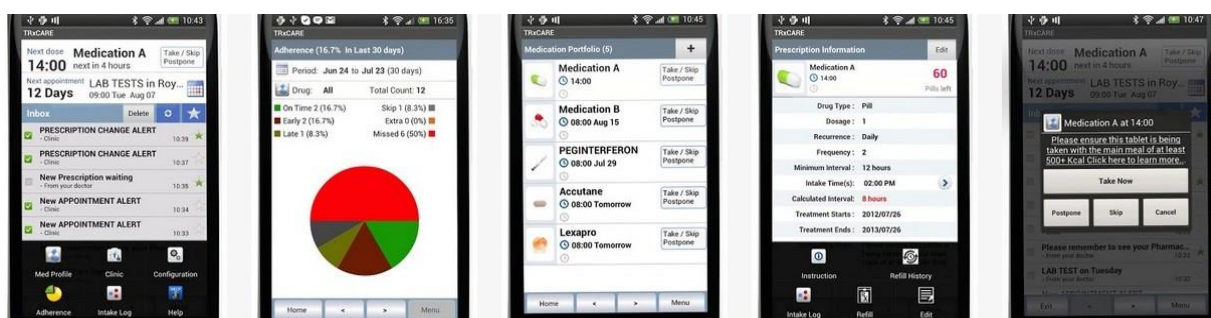 10:43
TRxCARE
Next dose Medication A
14:00 next in 4 hours
Take / Skip
Postpone
Next appointment LAB TESTS in Roy...
12 Days 09:00 Tue Aug 07
Inbox Delete
PRESCRIPTION CHANGE ALERT
- Clinic 10:39
PRESCRIPTION CHANGE ALERT
- Clinic 10:37
New Prescription waiting
- From your doctor 10:35
New APPOINTMENT ALERT
- Clinic 10:34
New APPOINTMENT ALERT
- Clinic 10:33
Med Profile Clinic Configuration
Adherence Intake Log Help
16:35
TRxCARE
Adherence (16.7% In Last 30 days)
Period: Jun 24 to Jul 23 (30 days)
Drug: All Total Count: 12
On Time 2 (16.7%) Skip 1 (8.3%)
Early 2 (16.7%) Extra 0 (0%)
Late 1 (8.3%) Missed 6 (50%)
Home < > Menu
10:45
TRxCARE
Medication Portfolio (5) +
Medication A
14:00
Take / Skip
Postpone
Medication B
08:00 Aug 15
Take / Skip
Postpone
PEGINTERFERON
08:00 Jul 29
Take / Skip
Postpone
Accutane
08:00 Tomorrow
Take / Skip
Postpone
Lexapro
08:00 Tomorrow
Take / Skip
Postpone
Home < > Menu
10:45
TRxCARE
Prescription Information Edit
Medication A
14:00
60
Pills left
Drug Type: Pill
Dosage: 1
Recurrence: Daily
Frequency: 2
Minimum Interval: 12 hours
Intake Time(s): 02:00 PM
Calculated Interval: 8 hours
Treatment Starts: 2012/07/26
Treatment Ends: 2013/07/26
Instruction Refill History
Intake Log Refill Edit
10:47
TRxCARE
Next dose Medication A
14:00 next in 4 hours
Take / Skip
Postpone
Next appointment LAB TESTS in Roy...
12 Days 09:00 Tue Aug 07
Medication A at 14:00
Please ensure this tablet is being
taken with the main meal of at least
500+ Kcal Click here to learn more...
Take Now
Postpone Skip Cancel
Please remember to see your Pharmac...
- From your doctor 10:32
LAB TEST on Tuesday
- From your doctor
Exit < > Menu